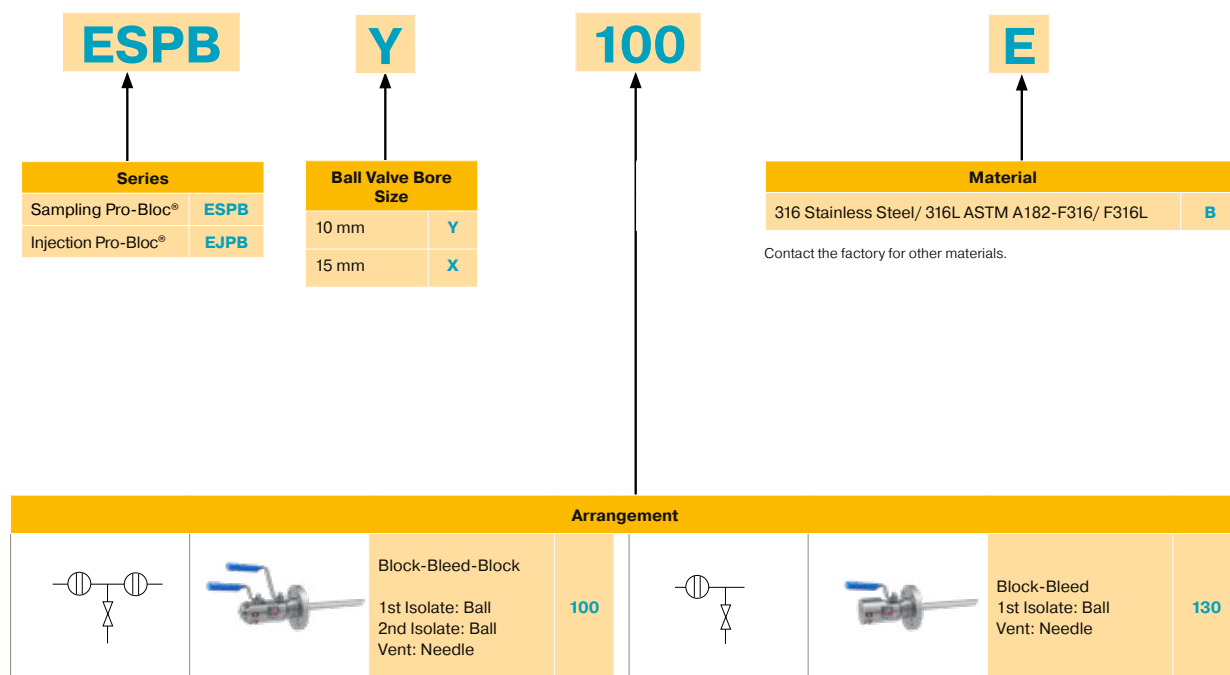 ESPB Y 100 E
Series
Sampling Pro-Bloc® ESPB
Injection Pro-Bloc® EJPB
Ball Valve Bore
Size
10 mm Y
15 mm X
Material
316 Stainless Steel/ 316L ASTM A182-F316/ F316L B
Contact the factory for other materials.
Arrangement
Block-Bleed-Block
1st Isolate: Ball
2nd Isolate: Ball
Vent: Needle
100
Block-Bleed
1st Isolate: Ball
Vent: Needle
130